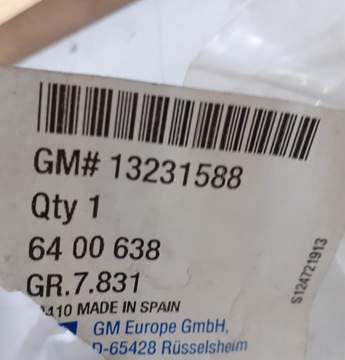 GM# 13231588
Qty 1
64 00 638
GR.7.831
MADE IN SPAIN
GM Europe GmbH,
D-65428 Rüsselsheim
S124721913